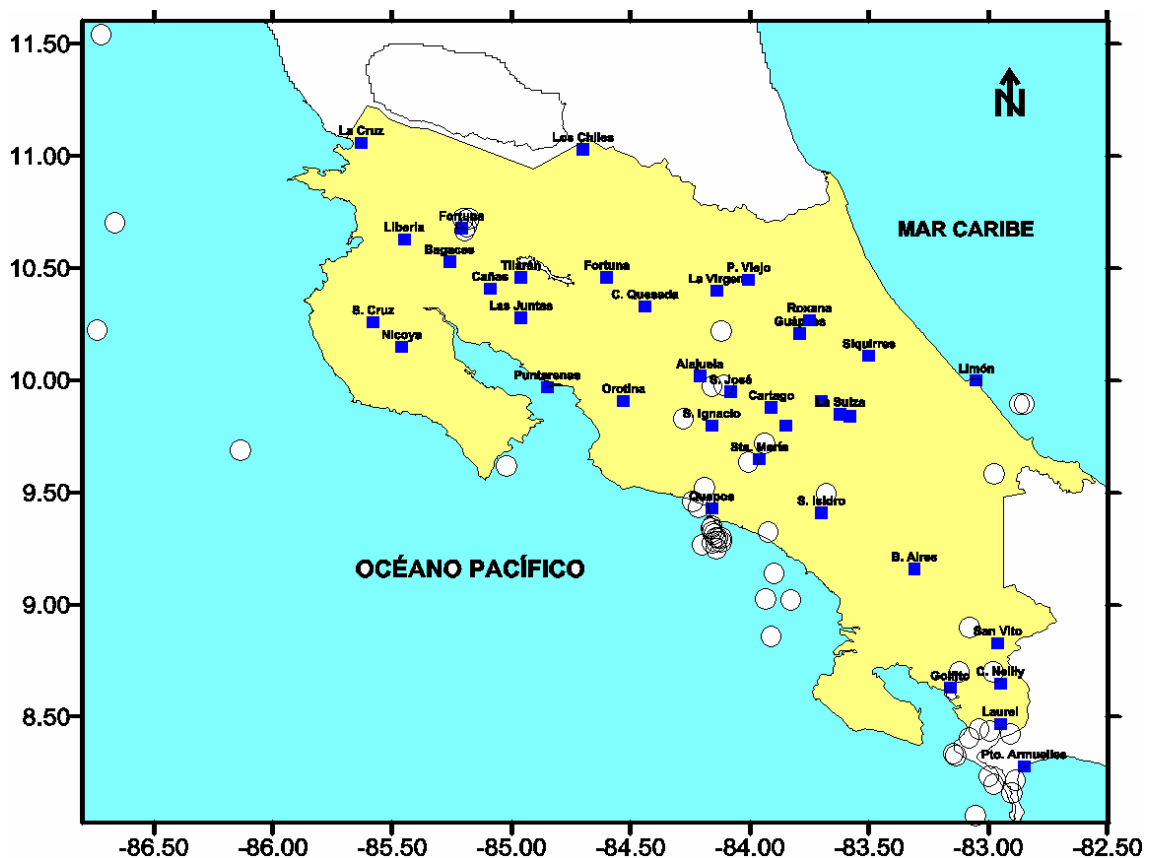 11.50
N
La Cruz
Los Chiles
11.00
Fortuna
Liberia
MAR CARIBE
Bagaces
10.50
Tilarán
Fortuna
P. Viejo
Cañas
La Virgen
C. Quesada
Las Juntas
Roxana
S. Cruz
Guápiles
Nicoya
Siquirres
10.00
Puntarenas
Alajuela
S. José
Limón
Orotina
Cartago
La Suiza
S. Ignacio
Sta. María
9.50
Quepos
S. Isidro
OCÉANO PACÍFICO
B. Aires
9.00
San Vito
Golfito
C. Neilly
8.50
Laurel
Pto. Armuelles
-86.50
-86.00
-85.50
-85.00
-84.50
-84.00
-83.50
-83.00
-82.50